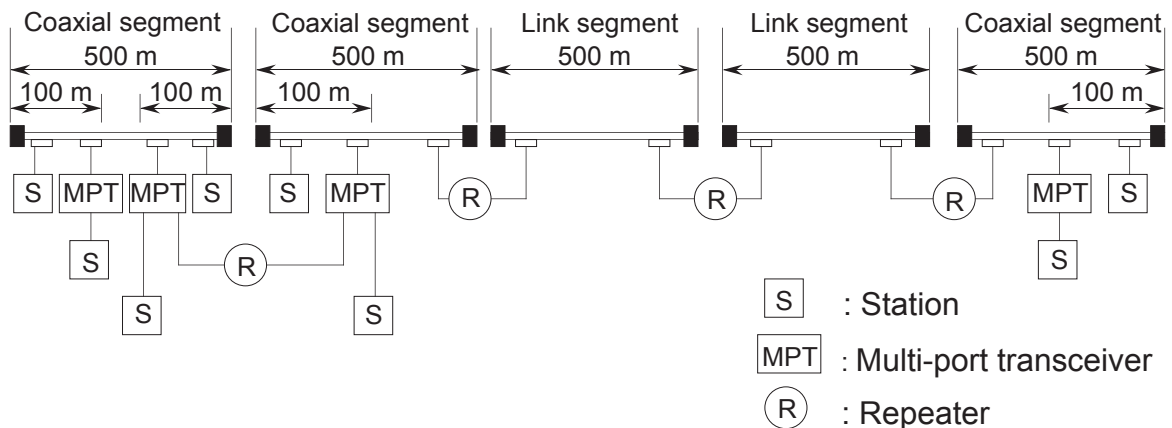 Coaxial segment Coaxial segment Link segment Link segment Coaxial segment
500 m 500 m 500 m 500 m 500 m
100 m 100 m 100 m 100 m
S MPT MPT S S MPT MPT S
R R R
S R S
S S
S : Station
MPT : Multi-port transceiver
R : Repeater